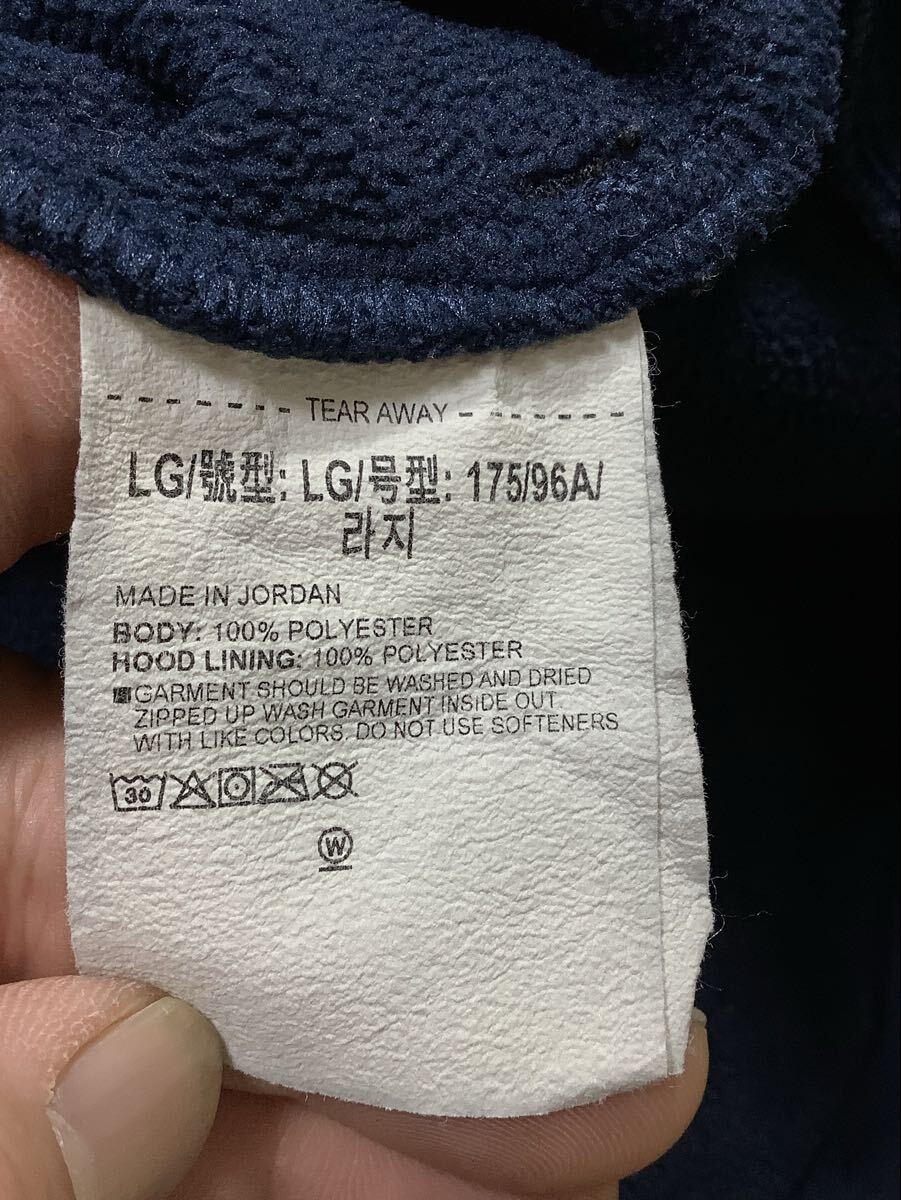 TEAR AWAY
LG/號型: LG/号型: 175/96A/
라지
MADE IN JORDAN
BODY: 100% POLYESTER
HOOD LINING: 100% POLYESTER
GARMENT SHOULD BE WASHED AND DRIED
ZIPPED UP WASH GARMENT INSIDE OUT.
WITH LIKE COLORS. DO NOT USE SOFTENERS
30
W